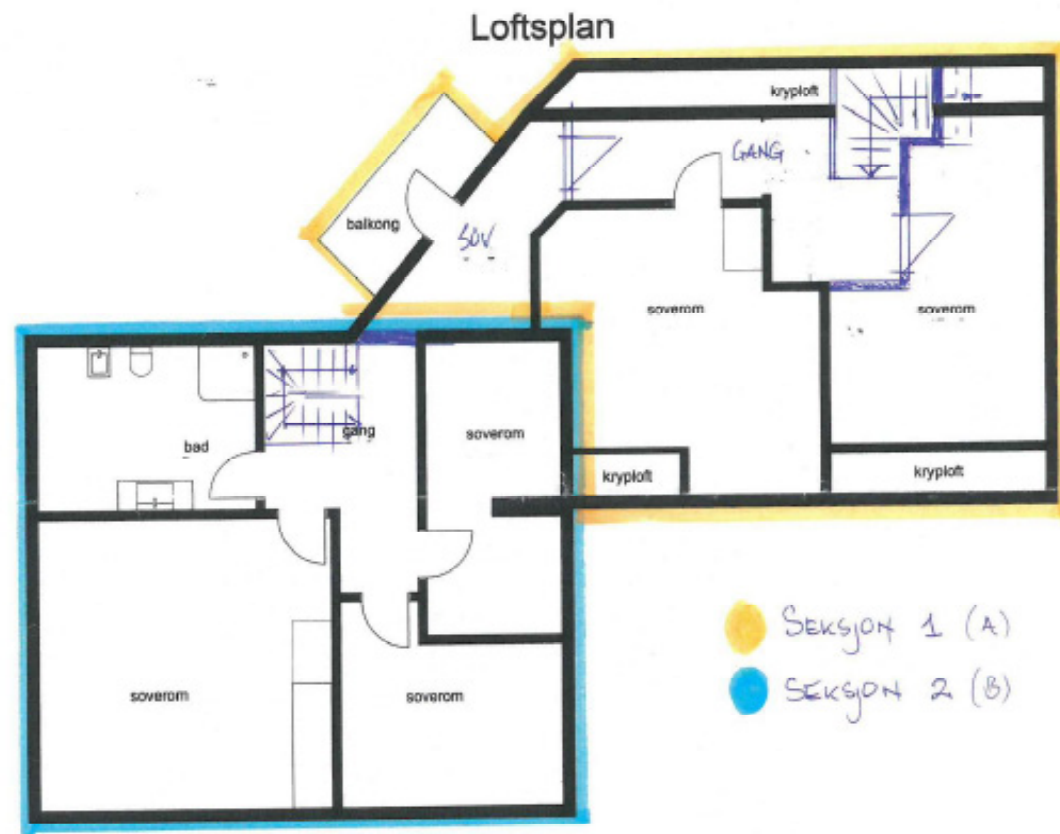 Loftsplan
kryploft
GANG
balkong
SOV
soverom
soverom
gang
soverom
bad
kryploft
kryploft
soverom
soverom
SEKSJON 1 (A)
SEKSJON 2 (B)